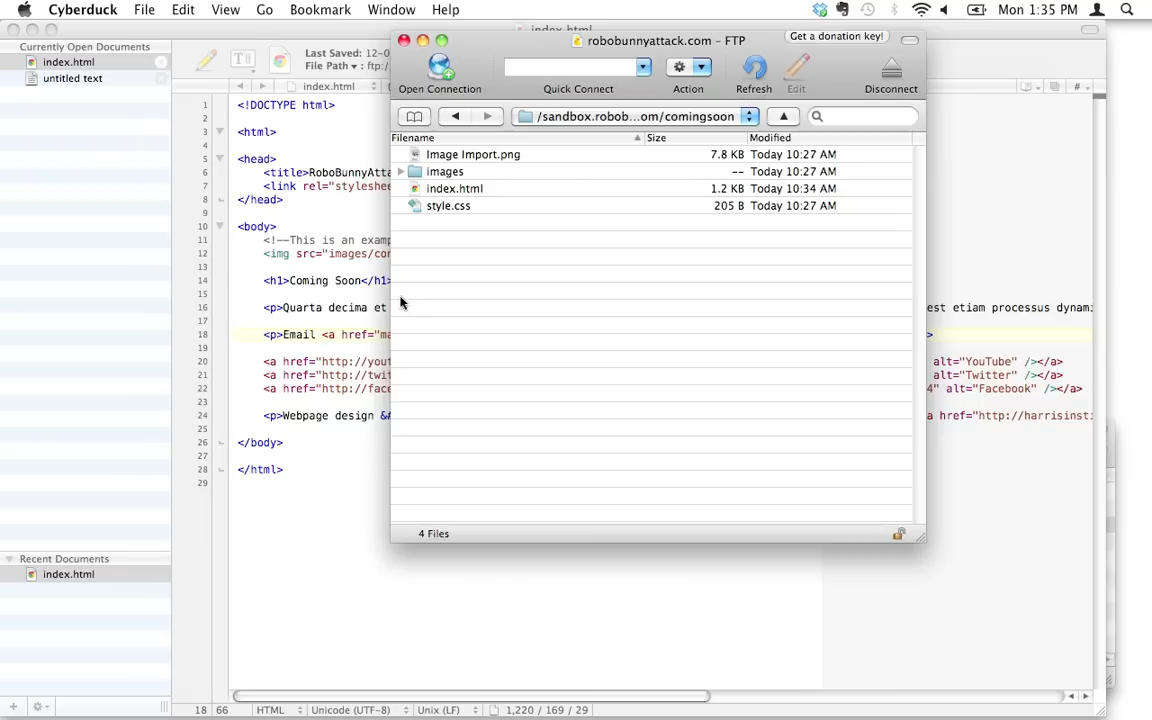 Cyberduck File Edit View Go Bookmark Window Help Mon 1:35 PM
index.html
Currently Open Documents
index.html
untitled text
Last Saved: 12-0
File Path ▾ : ftp:/
index.html
robobunnyattack.com – FTP
Get a donation key!
Open Connection Quick Connect Action Refresh Edit Disconnect
/sandbox.robob...om/comingsoon
Filename Size Modified
Image Import.png 7.8 KB Today 10:27 AM
images -- Today 10:27 AM
index.html 1.2 KB Today 10:34 AM
style.css 205 B Today 10:27 AM
4 Files
1 <!DOCTYPE html>
2
3 <html>
4
5 <head>
6 <title>RoboBunnyAtta
7 <link rel="styleshe
8 </head>
9
10 <body>
11 <!--This is an examp
12 <img src="images/co
13
14 <h1>Coming Soon</h1>
15
16 <p>Quarta decima et est etiam processus dynami
17
18 <p>Email <a href="ma >
19
20 <a href="http://you alt="YouTube" /></a>
21 <a href="http://twi alt="Twitter" /></a>
22 <a href="http://fac 4" alt="Facebook" /></a>
23
24 <p>Webpage design &# a href="http://harrisinsti
25
26 </body>
27
28 </html>
29
Recent Documents
index.html
18 66 HTML Unicode (UTF-8) Unix (LF) 1,220 / 169 / 29